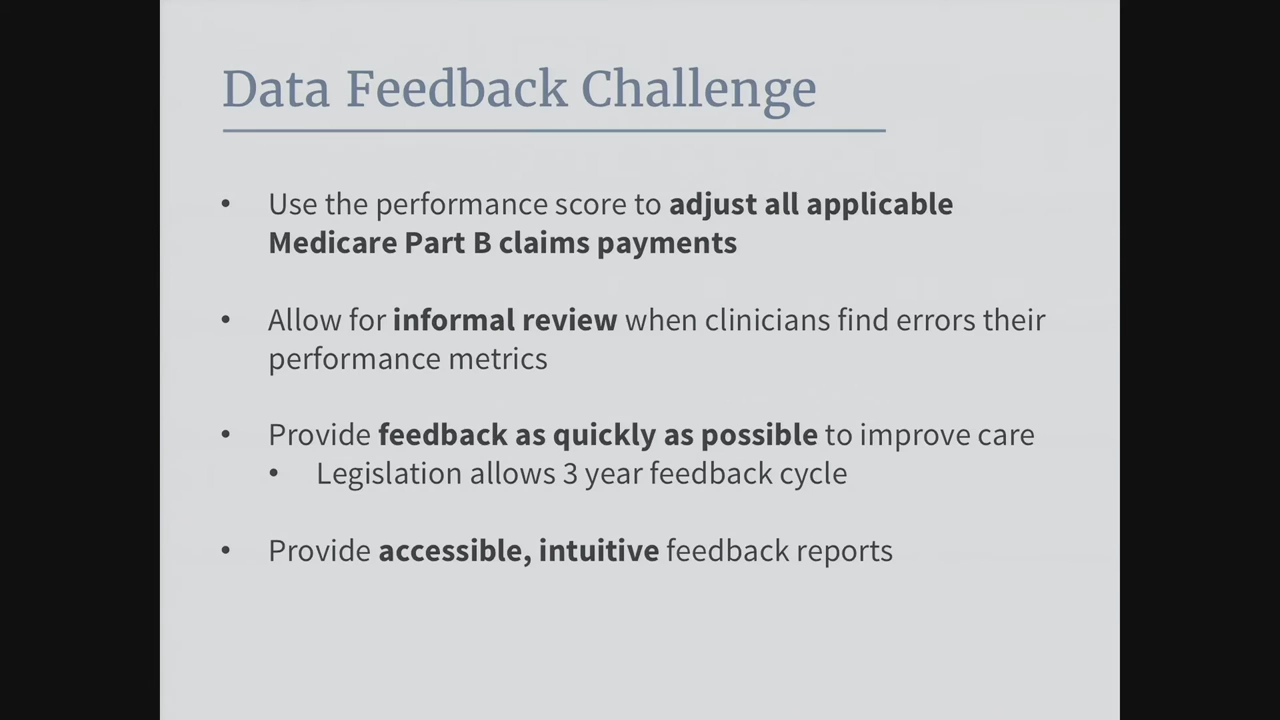 Data Feedback Challenge
• Use the performance score to adjust all applicable
Medicare Part B claims payments
• Allow for informal review when clinicians find errors their
performance metrics
• Provide feedback as quickly as possible to improve care
• Legislation allows 3 year feedback cycle
• Provide accessible, intuitive feedback reports